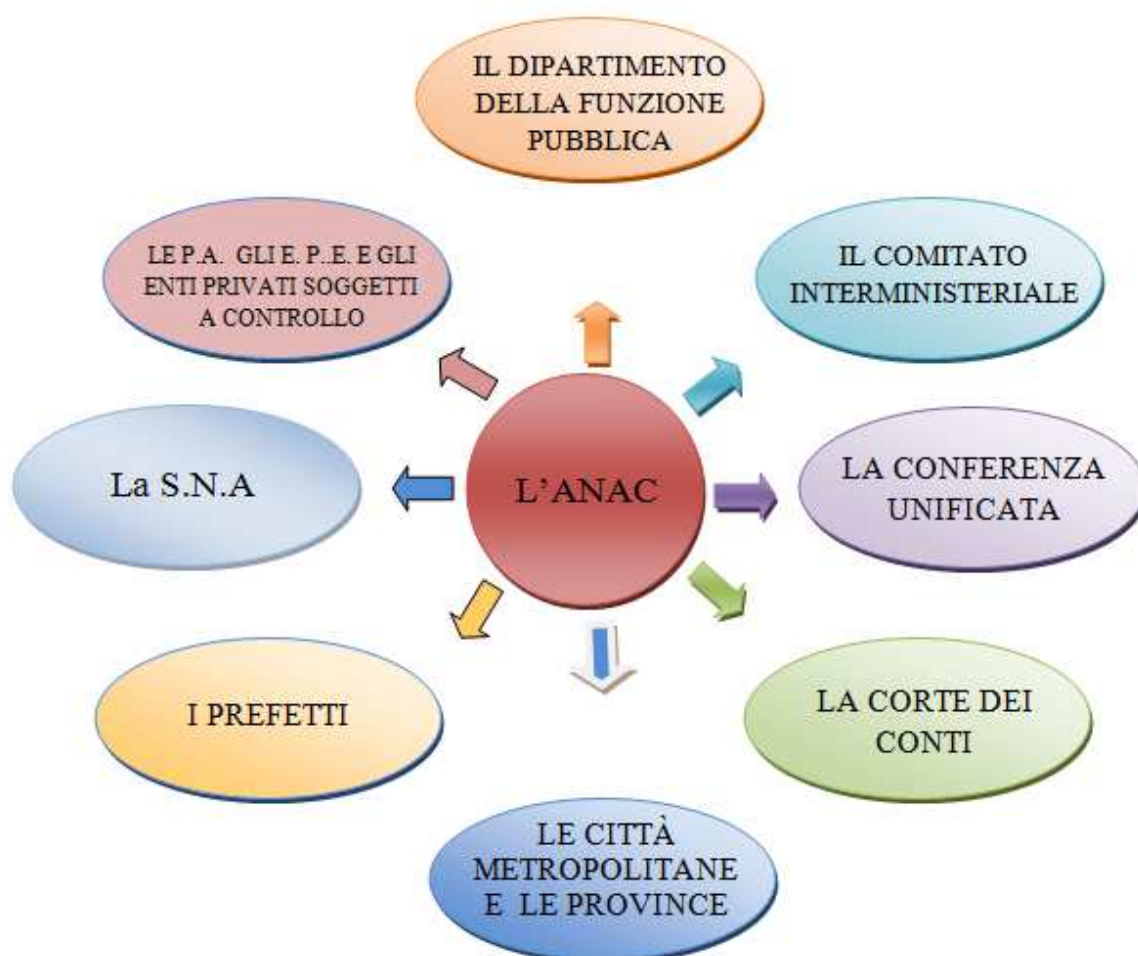 IL DIPARTIMENTO
DELLA FUNZIONE
PUBBLICA
LE P.A. GLI E. P..E. E GLI
ENTI PRIVATI SOGGETTI
A CONTROLLO
IL COMITATO
INTERMINISTERIALE
La S.N.A
L’ANAC
LA CONFERENZA
UNIFICATA
I PREFETTI
LA CORTE DEI
CONTI
LE CITTÀ
METROPOLITANE
E LE PROVINCE